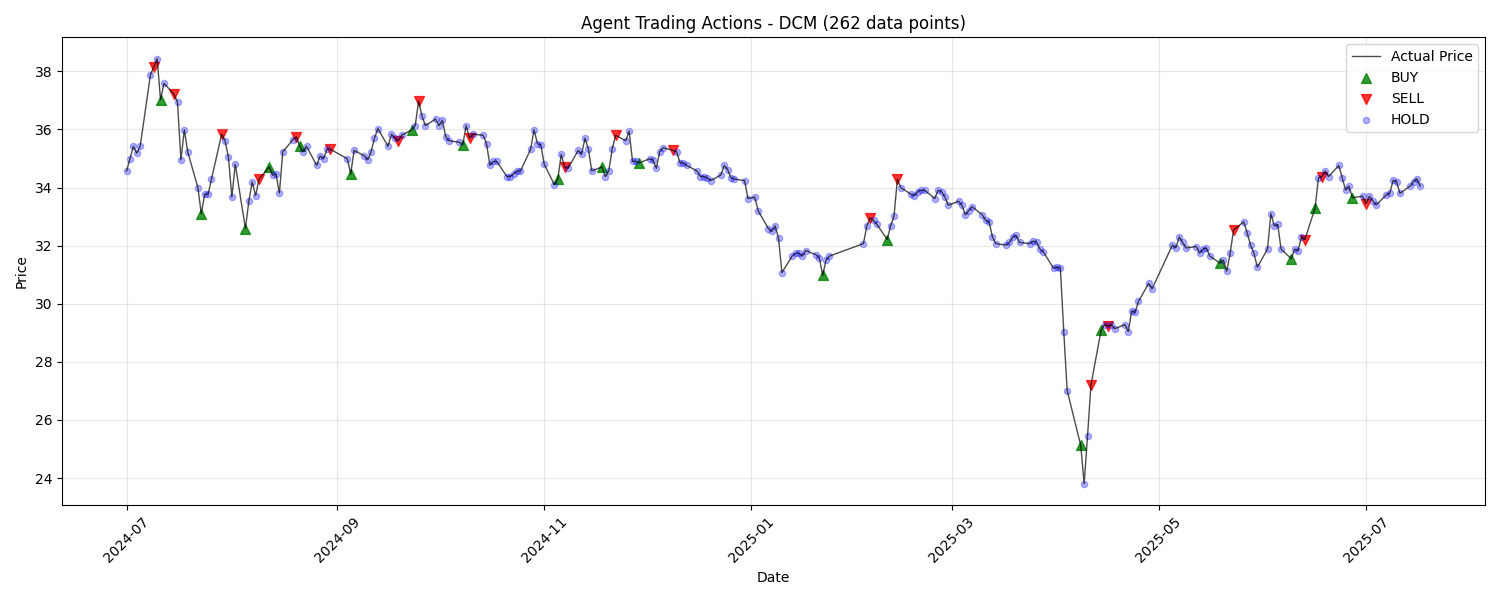 Agent Trading Actions - DCM (262 data points)
Actual Price
BUY
SELL
HOLD
Price
38
36
34
32
30
28
26
24
2024-07
2024-09
2024-11
2025-01
2025-03
2025-05
2025-07
Date